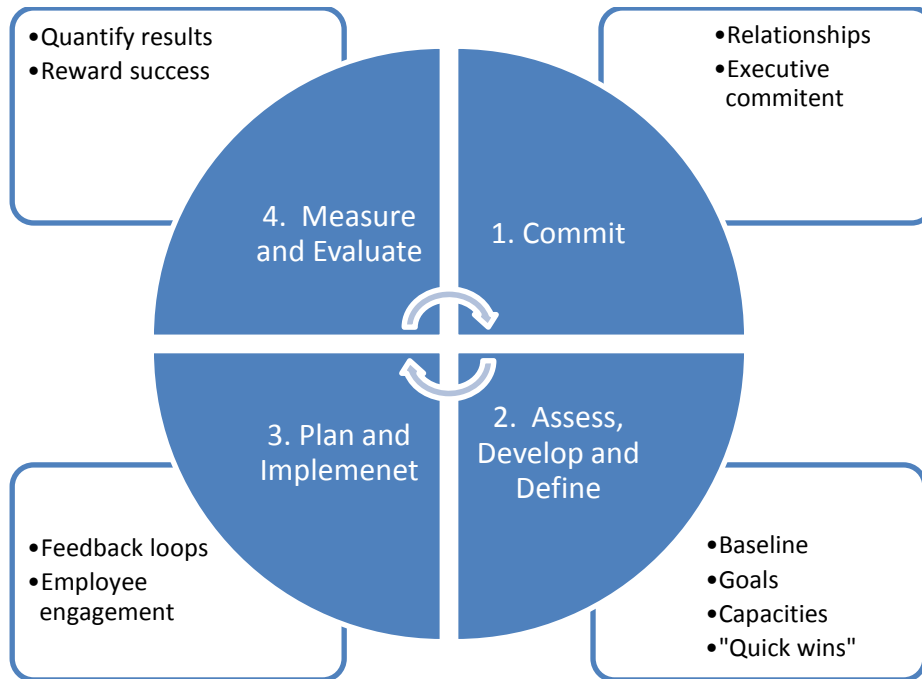 •Quantify results
•Reward success
•Relationships
•Executive
commitent
4.  Measure
and Evaluate
1. Commit
3. Plan and
Implemenet
2.  Assess,
Develop and
Define
•Feedback loops
•Employee
engagement
•Baseline
•Goals
•Capacities
•"Quick wins"